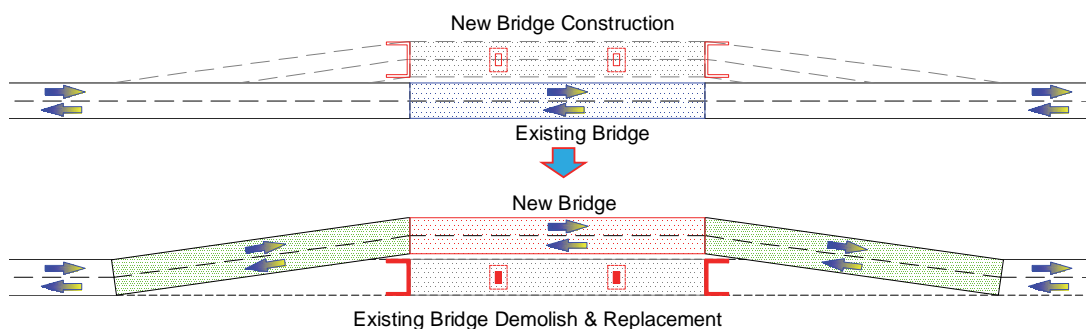 New Bridge Construction
Existing Bridge
New Bridge
Existing Bridge Demolish & Replacement